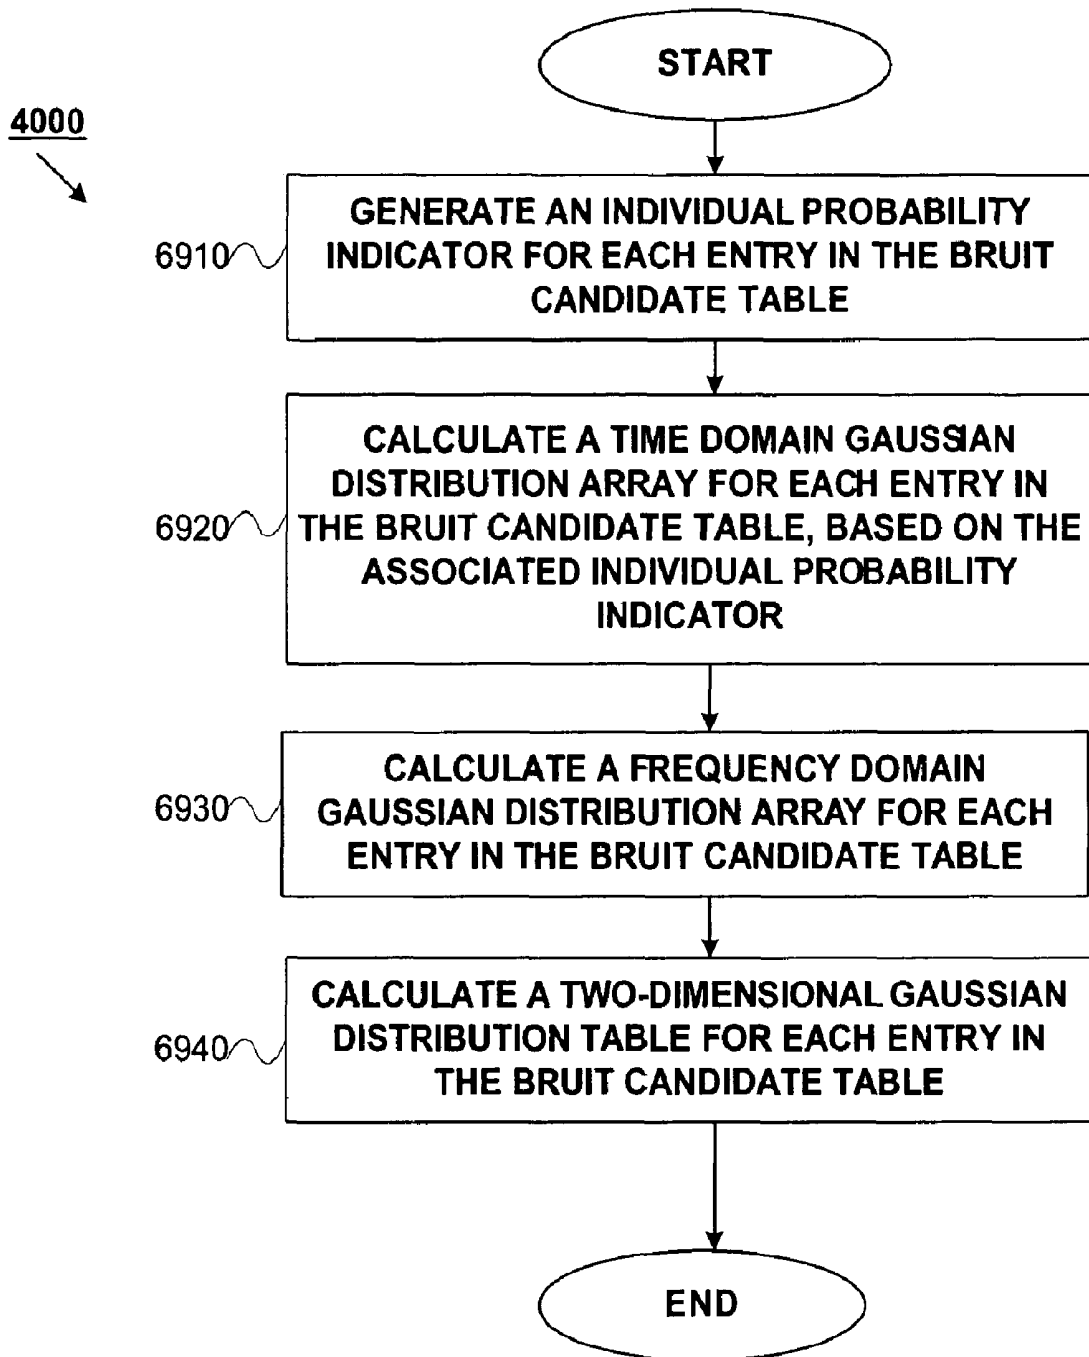 START
4000
GENERATE AN INDIVIDUAL PROBABILITY
INDICATOR FOR EACH ENTRY IN THE BRUIT
CANDIDATE TABLE
6910
CALCULATE A TIME DOMAIN GAUSSIAN
DISTRIBUTION ARRAY FOR EACH ENTRY IN
THE BRUIT CANDIDATE TABLE, BASED ON THE
ASSOCIATED INDIVIDUAL PROBABILITY
INDICATOR
6920
CALCULATE A FREQUENCY DOMAIN
GAUSSIAN DISTRIBUTION ARRAY FOR EACH
ENTRY IN THE BRUIT CANDIDATE TABLE
6930
CALCULATE A TWO-DIMENSIONAL GAUSSIAN
DISTRIBUTION TABLE FOR EACH ENTRY IN
THE BRUIT CANDIDATE TABLE
6940
END